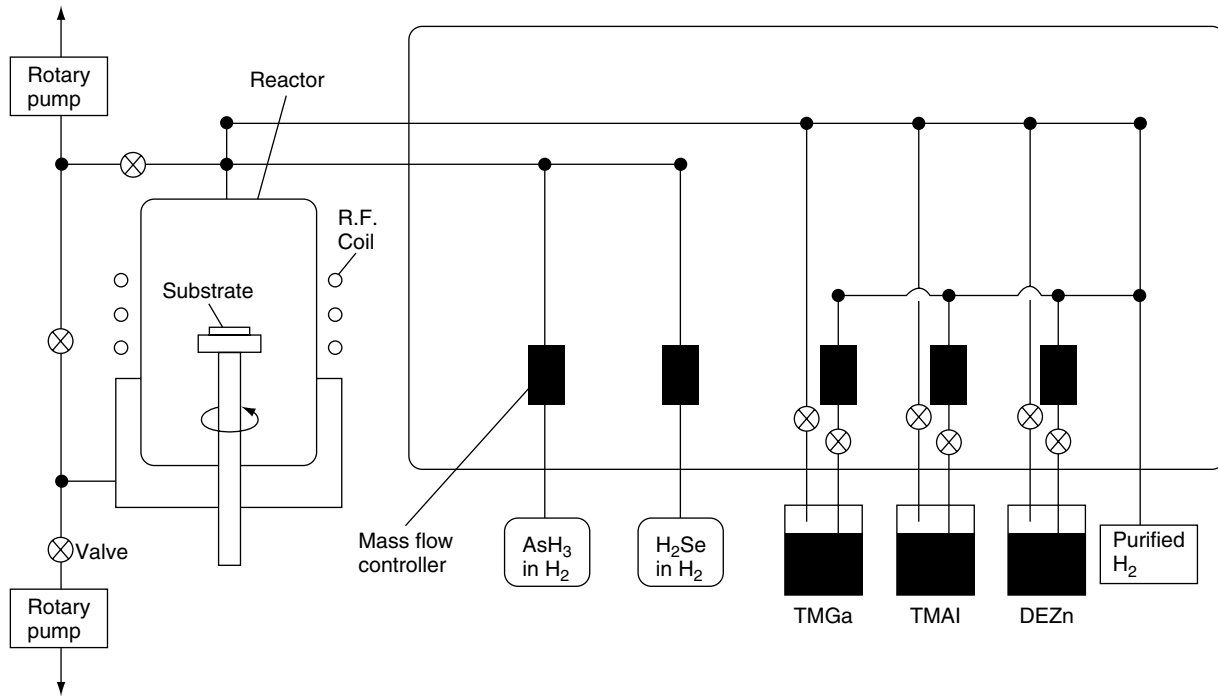 Rotary
pump
Reactor
R.F.
Coil
Substrate
Valve
Rotary
pump
Mass flow
controller
AsH₃
in H₂
H₂Se
in H₂
TMGa
TMAl
DEZn
Purified
H₂